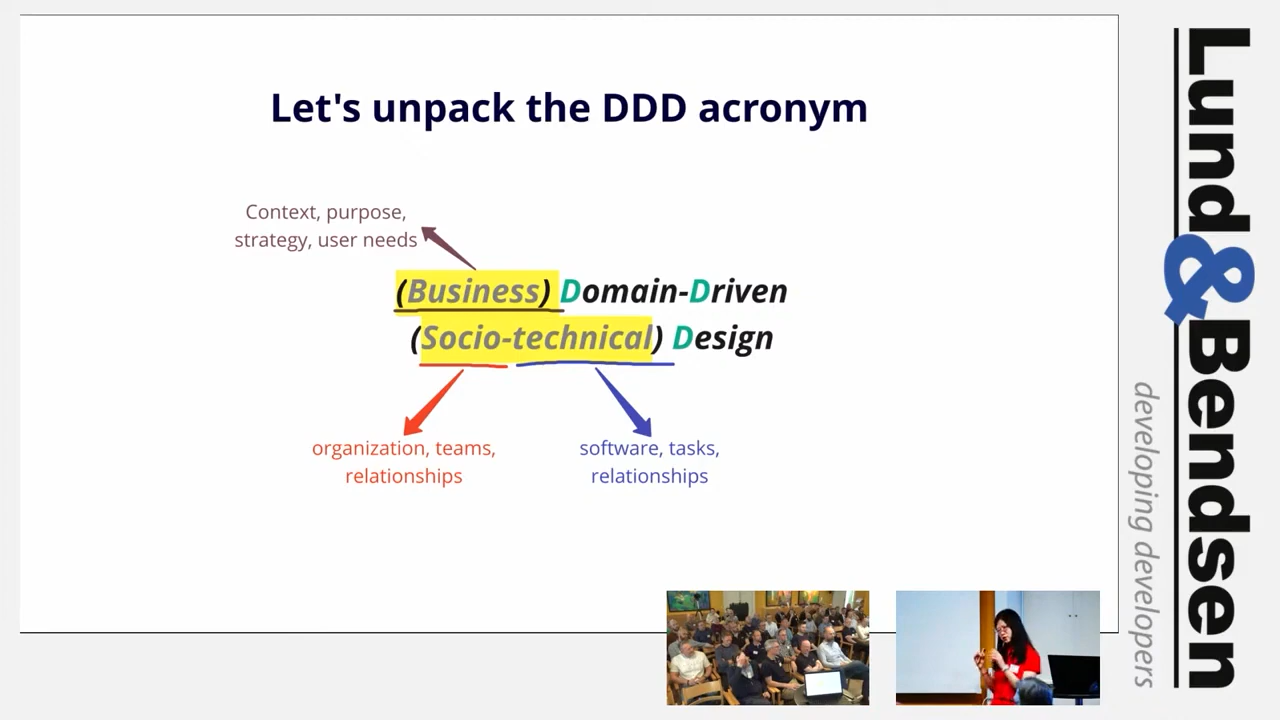 Let's unpack the DDD acronym
Context, purpose,
strategy, user needs
(Business) Domain-Driven
(Socio-technical) Design
organization, teams,
relationships
software, tasks,
relationships
Lund&Bendsen
developing developers